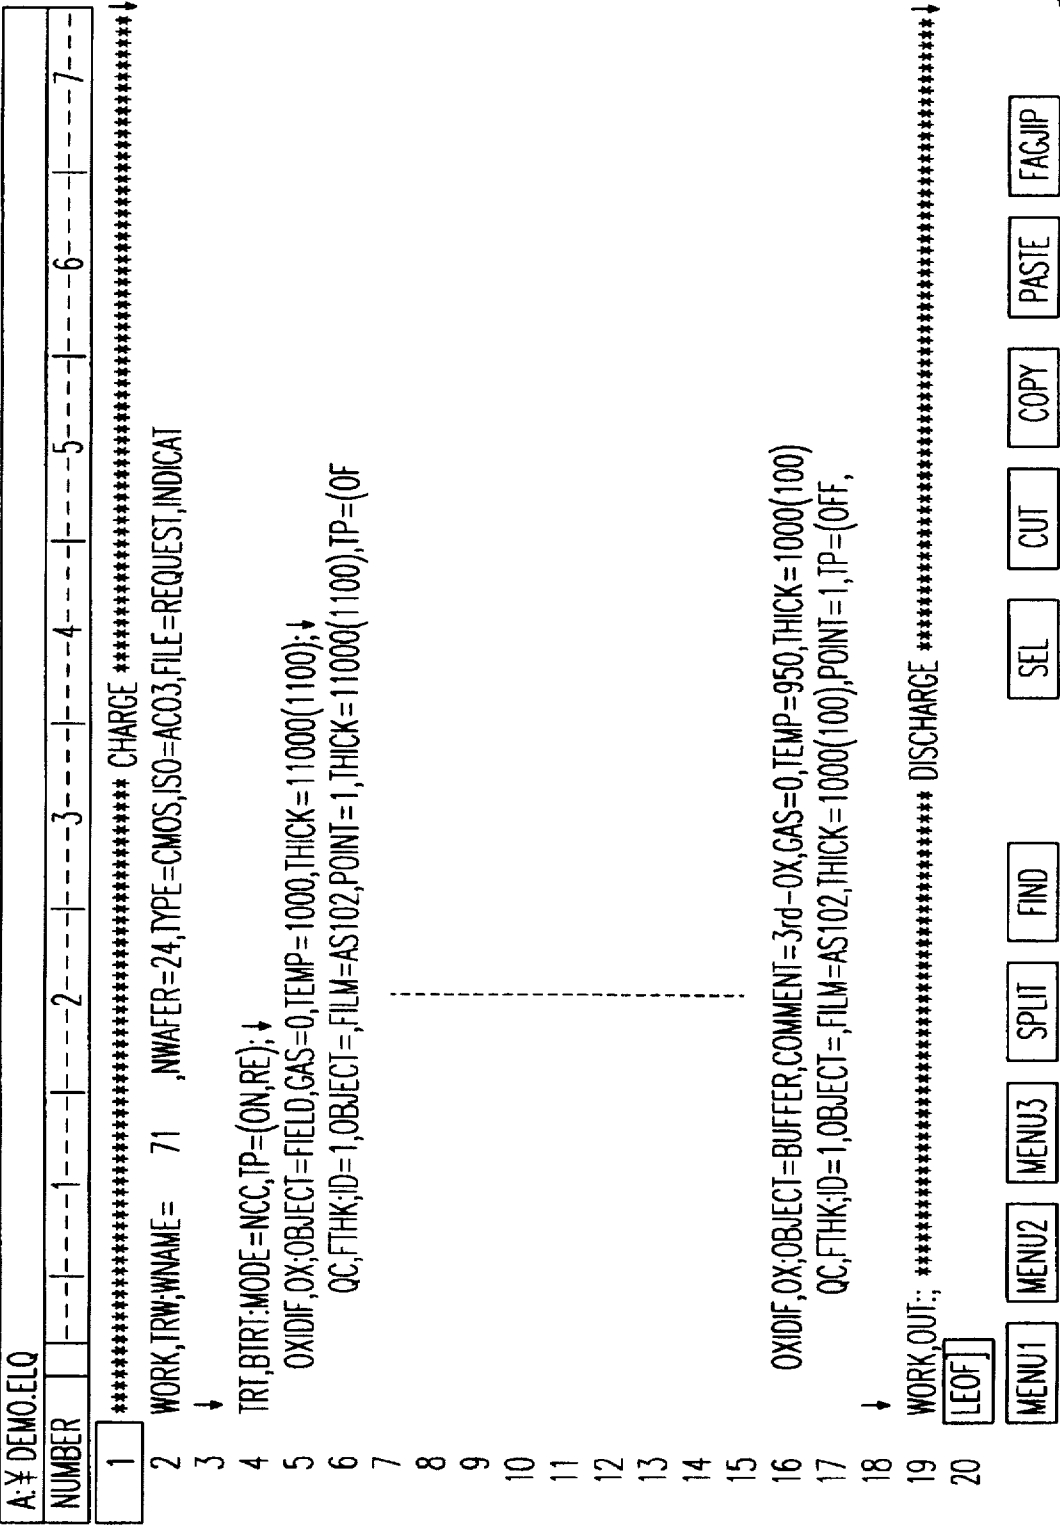 A:¥ DEMO.ELQ
NUMBER |----|----1----|----2----|----3----|----4----|----5----|----6----|----7----
1 ******************************** CHARGE ********************************************↓
2 WORK,TRW;WNAME= 71 ,NWAFER=24,TYPE=CMOS,ISO=AC03,FILE=REQUEST,INDICAT
3 ↓
4 TRT,BTRT:MODE=NCC,TP=(ON,RE);↓
5 OXIDIF,OX;OBJECT=FIELD,GAS=0,TEMP=1000,THICK=11000(1100);↓
6 QC,FTHK;ID=1,OBJECT=,FILM=AS102,POINT=1,THICK=11000(1100),TP=(OF
7
8
9
10
11
12
13
14
15
16 OXIDIF,OX;OBJECT=BUFFER,COMMENT=3rd-OX,GAS=0,TEMP=950,THICK=1000(100)
17 QC,FTHK;ID=1,OBJECT=,FILM=AS102,THICK=1000(100),POINT=1,TP=(OFF,
18 ↓
19 WORK,OUT:; ************************ DISCHARGE ******************************************↓
20 LEOF]
MENU1 MENU2 MENU3 SPLIT FIND SEL CUT COPY PASTE FAGJIP